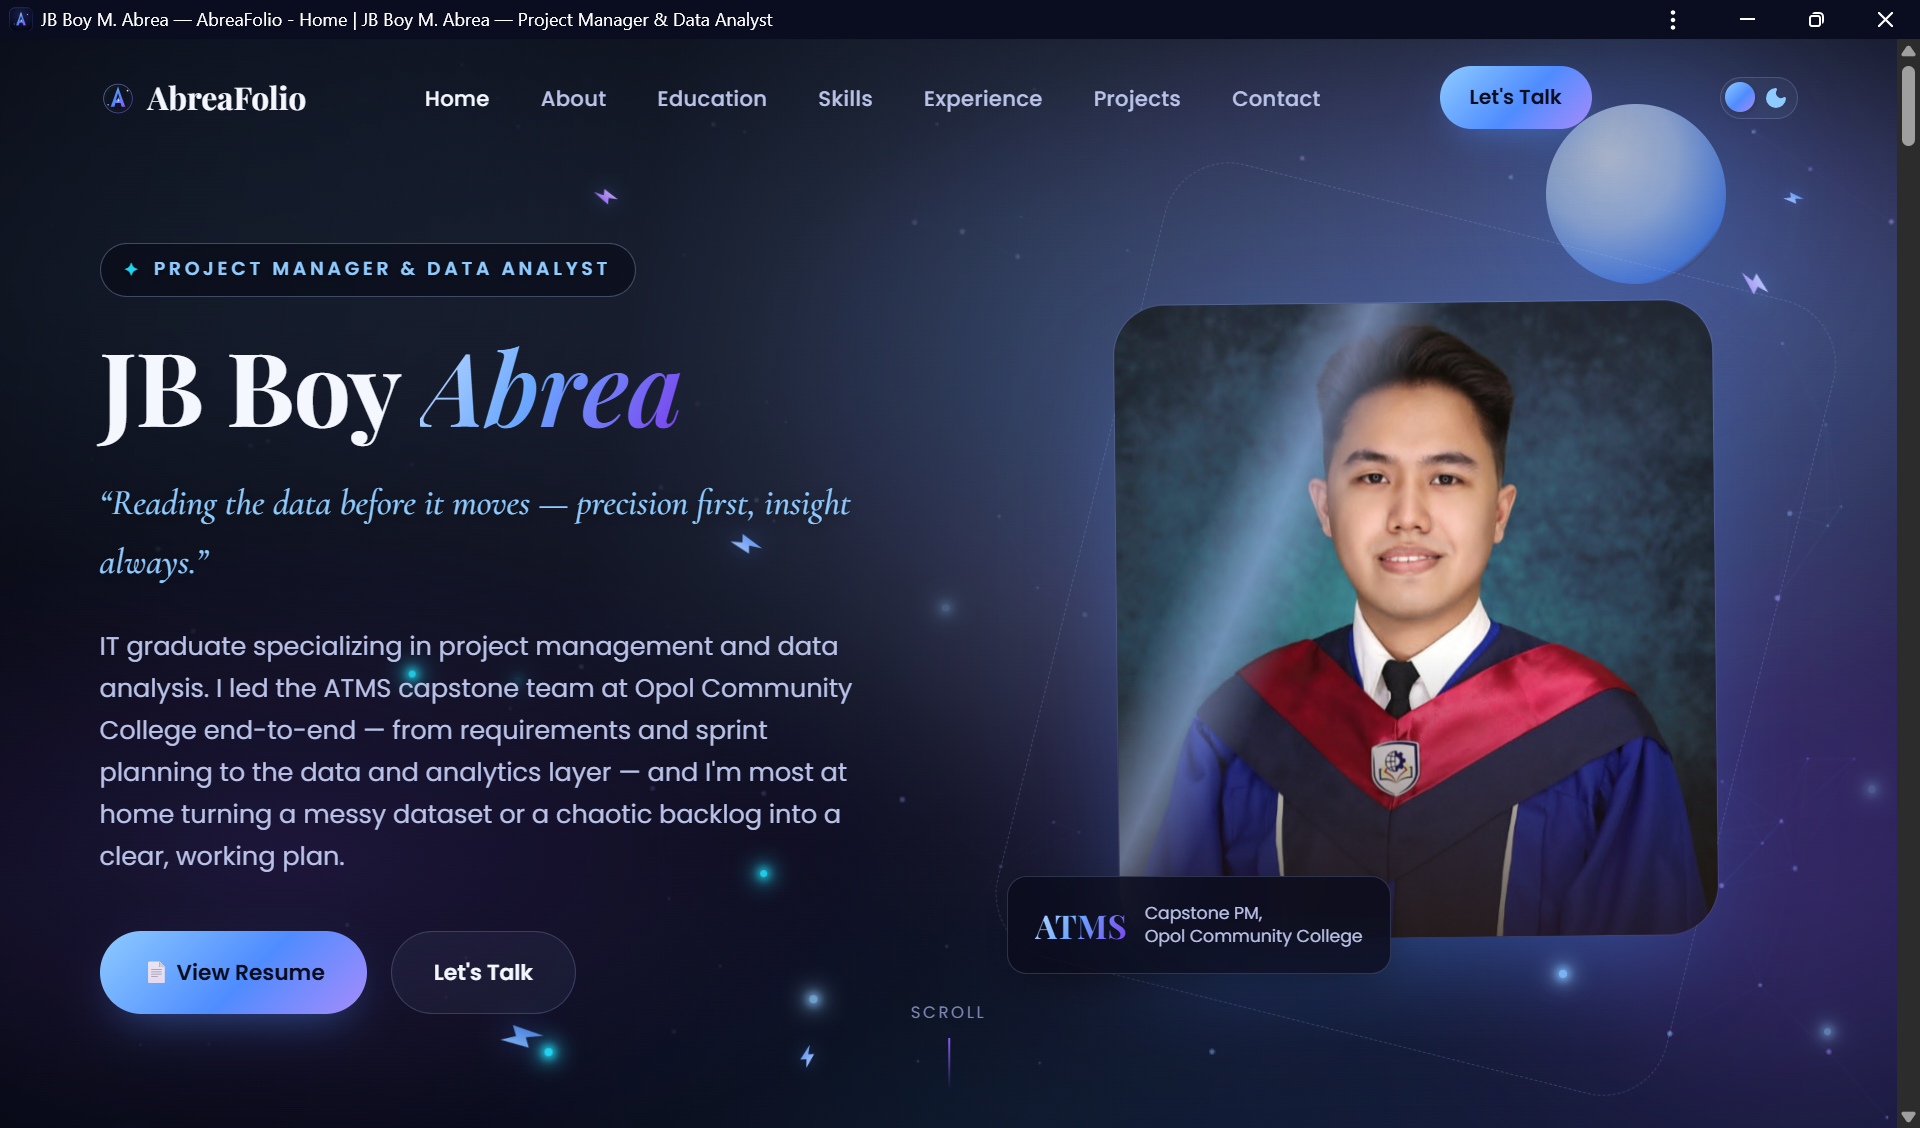 JB Boy M. Abrea — AbreaFolio - Home | JB Boy M. Abrea — Project Manager & Data Analyst
AbreaFolio
Home
About
Education
Skills
Experience
Projects
Contact
Let's Talk
✦ PROJECT MANAGER & DATA ANALYST
JB Boy Abrea
“Reading the data before it moves — precision first, insight
always.”
IT graduate specializing in project management and data
analysis. I led the ATMS capstone team at Opol Community
College end-to-end — from requirements and sprint
planning to the data and analytics layer — and I'm most at
home turning a messy dataset or a chaotic backlog into a
clear, working plan.
View Resume
Let's Talk
ATMS
Capstone PM,
Opol Community College
SCROLL